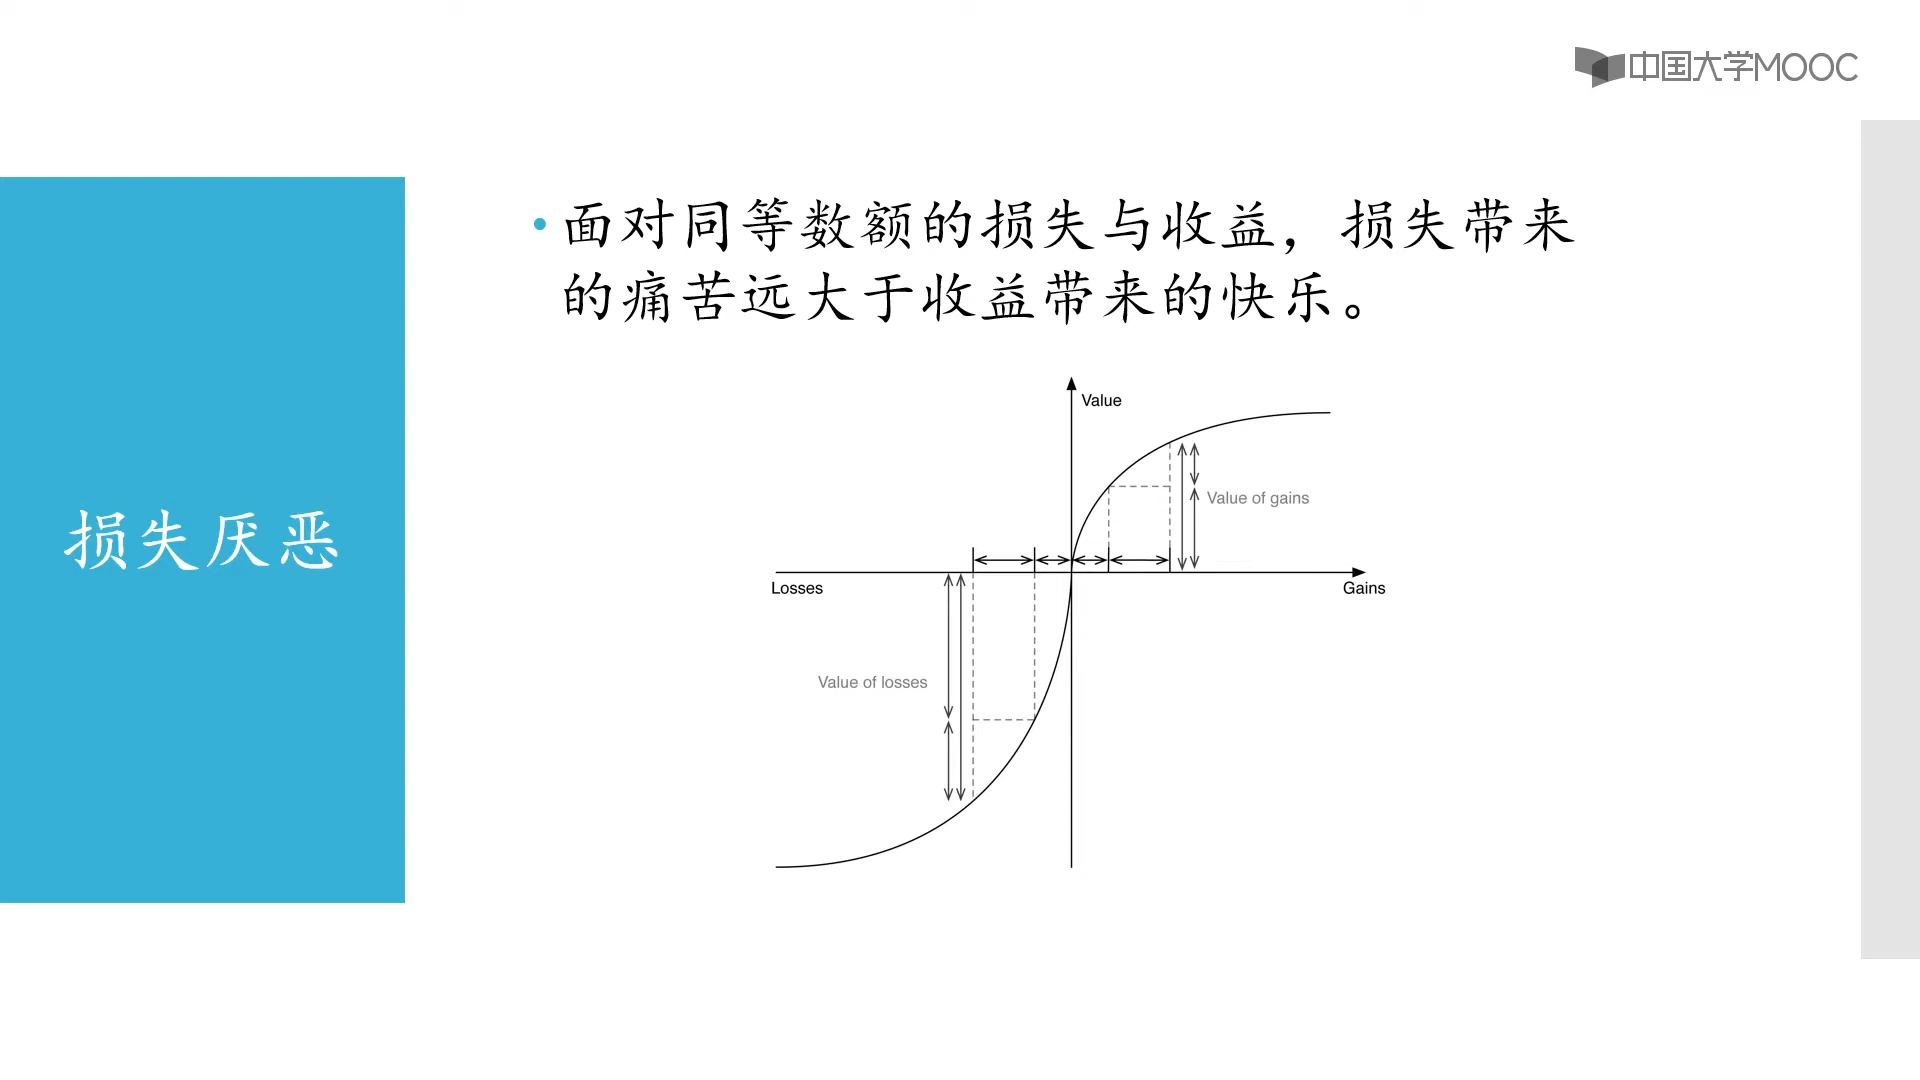 中国大学MOOC
损失厌恶
•面对同等数额的损失与收益，损失带来
的痛苦远大于收益带来的快乐。
Value
Value of gains
Losses
Gains
Value of losses